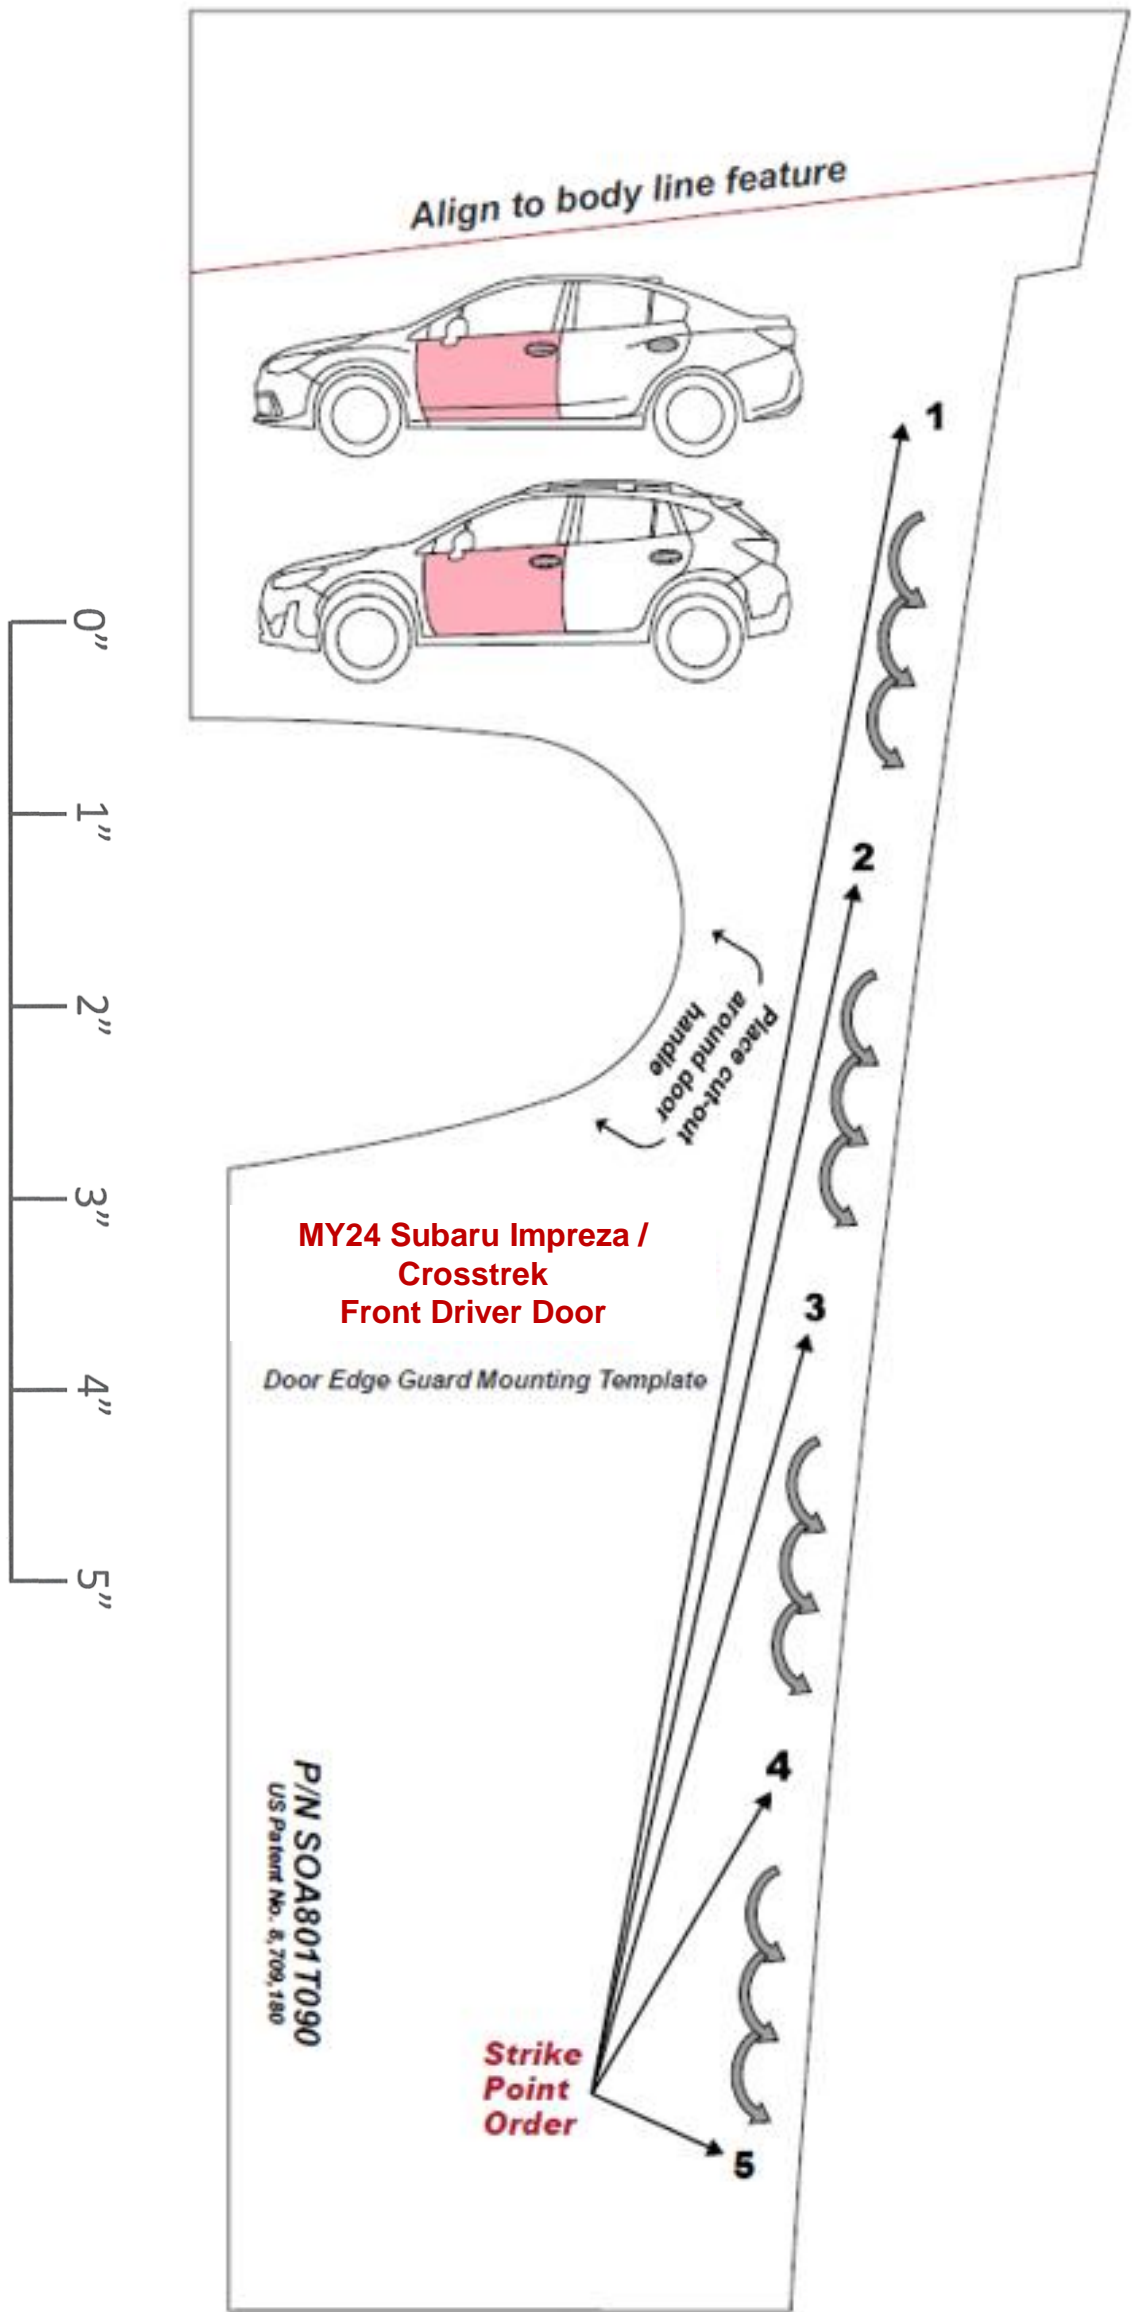 Align to body line feature
1
0”
1”
2
2”
Place cut-out
around door
handle
3”
MY24 Subaru Impreza /
Crosstrek
Front Driver Door
3
4”
Door Edge Guard Mounting Template
5”
4
P/N SOA801T090
US Patent No. 8,709,180
Strike
Point
Order
5